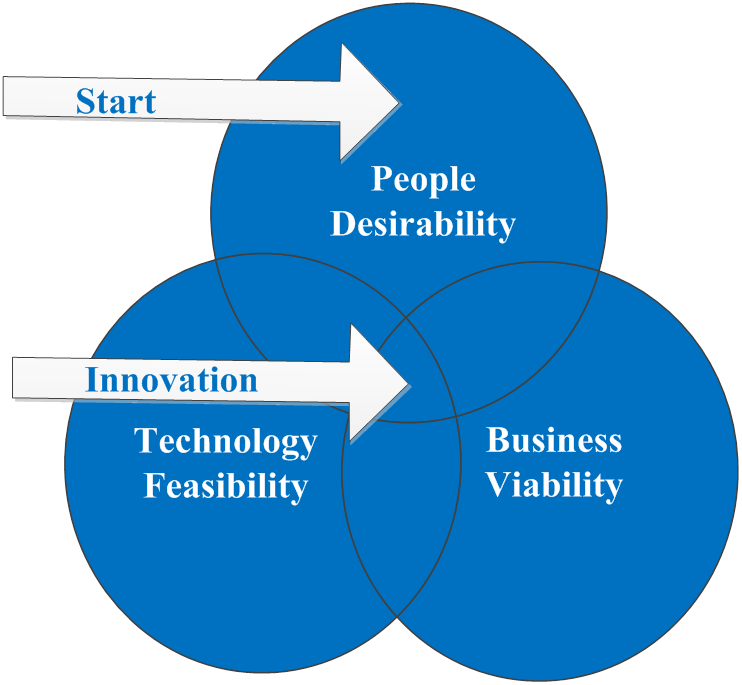 Start
People
Desirability
Innovation
Technology
Feasibility
Business
Viability